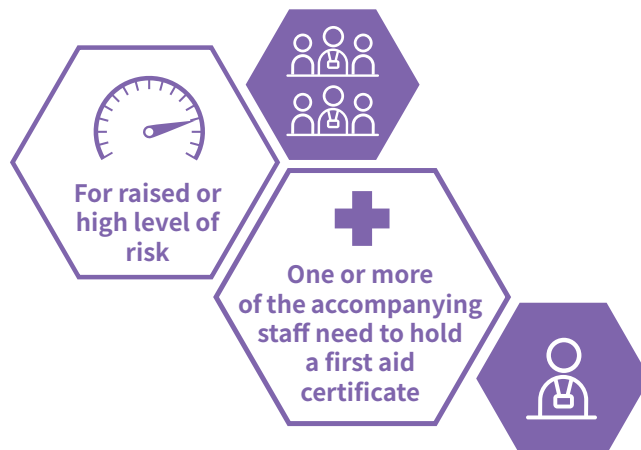 For raised or
high level of
risk
One or more
of the accompanying
staff need to hold
a first aid
certificate